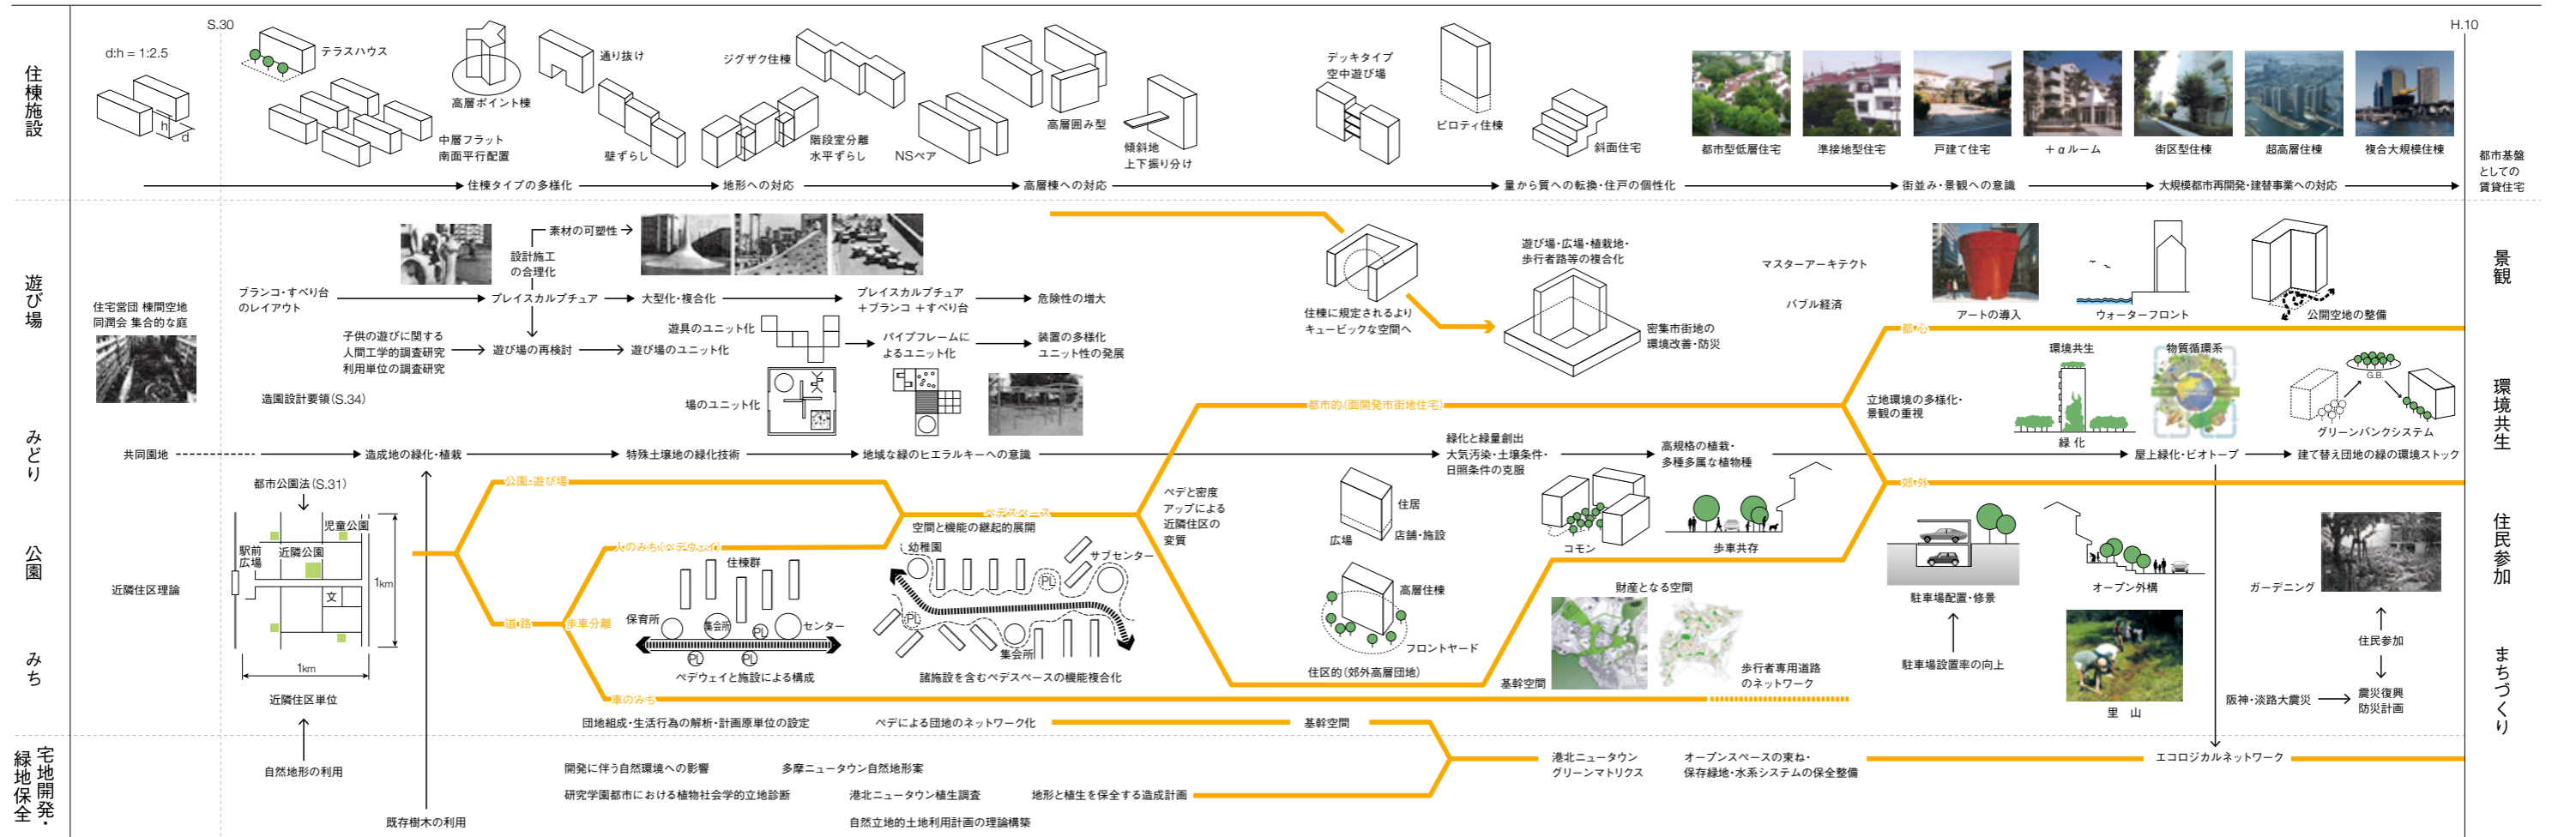 S.30
H.10
住棟施設
d:h = 1:2.5
h
d
テラスハウス
中層フラット
南面平行配置
高層ポイント棟
通り抜け
壁ずらし
ジグザク住棟
階段室分離
水平ずらし
NSペア
高層囲み型
傾斜地
上下振り分け
デッキタイプ
空中遊び場
ピロティ住棟
斜面住宅
都市型低層住宅
準接地型住宅
戸建て住宅
＋αルーム
街区型住棟
超高層住棟
複合大規模住棟
住棟タイプの多様化
地形への対応
高層棟への対応
量から質への転換・住戸の個性化
街並み・景観への意識
大規模都市再開発・建替事業への対応
都市基盤
としての
賃貸住宅
遊び場
住宅営団 棟間空地
同潤会 集合的な庭
ブランコ・すべり台
のレイアウト
素材の可塑性
設計施工
の合理化
プレイスカルプチュア
大型化・複合化
プレイスカルプチュア
＋ブランコ ＋すべり台
危険性の増大
子供の遊びに関する
人間工学的調査研究
利用単位の調査研究
遊び場の再検討
遊び場のユニット化
遊具のユニット化
パイプフレームに
よるユニット化
装置の多様化
ユニット性の発展
場のユニット化
造園設計要領(S.34)
住棟に規定されるより
キュービックな空間へ
遊び場・広場・植栽地・
歩行者路等の複合化
密集市街地の
環境改善・防災
マスターアーキテクト
バブル経済
アートの導入
ウォーターフロント
公開空地の整備
景観
都・心
都市的(面開発市街地住宅)
立地環境の多様化・
景観の重視
環境共生
緑 化
物質循環系
G.B.
グリーンバンクシステム
環境共生
みどり
共同園地
造成地の緑化・植栽
特殊土壌地の緑化技術
地域な緑のヒエラルキーへの意識
緑化と緑量創出
大気汚染・土壌条件・
日照条件の克服
高規格の植栽・
多種多属な植物種
屋上緑化・ビオトープ
建て替え団地の緑の環境ストック
郊・外
公園
都市公園法(S.31)
児童公園
駅前
広場
近隣公園
文
1km
1km
近隣住区理論
近隣住区単位
公園・遊び場
ペデスペース
空間と機能の継起的展開
人のみち(ペデウェイ)
道・路
歩車分離
住棟群
保育所
集会所
PL
センター
PL
PL
ペデウェイと施設による構成
幼稚園
サブセンター
PL
PL
集会所
諸施設を含むペデスペースの機能複合化
ペデと密度
アップによる
近隣住区の
変質
住居
広場
店舗・施設
コモン
歩車共存
高層住棟
フロントヤード
住区的(郊外高層団地)
財産となる空間
基幹空間
歩行者専用道路
のネットワーク
駐車場配置・修景
駐車場設置率の向上
オープン外構
里　山
ガーデニング
住民参加
阪神・淡路大震災
震災復興
防災計画
住民参加
まちづくり
みち
車のみち
団地組成・生活行為の解析・計画原単位の設定
ペデによる団地のネットワーク化
基幹空間
宅地開発・
緑地保全
自然地形の利用
既存樹木の利用
開発に伴う自然環境への影響
多摩ニュータウン自然地形案
研究学園都市における植物社会学的立地診断
港北ニュータウン植生調査
地形と植生を保全する造成計画
自然立地的土地利用計画の理論構築
港北ニュータウン
グリーンマトリクス
オープンスペースの束ね・
保存緑地・水系システムの保全整備
エコロジカルネットワーク